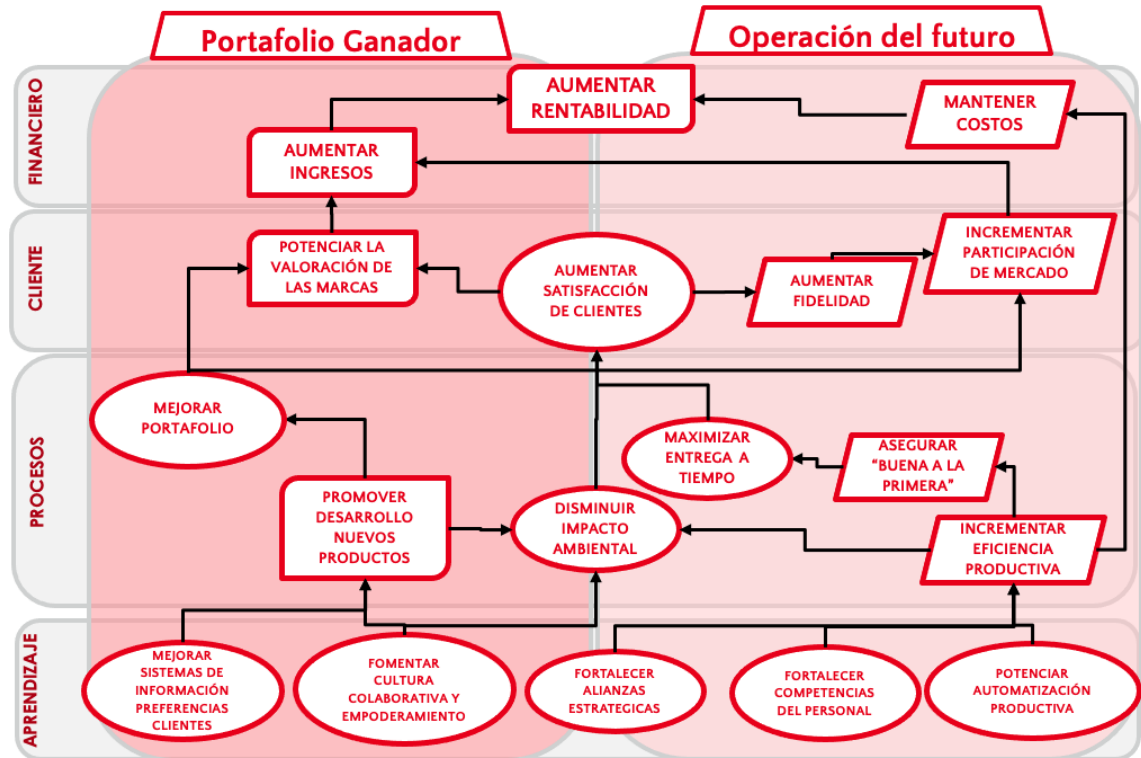 Portafolio Ganador
Operación del futuro
FINANCIERO
AUMENTAR
RENTABILIDAD
MANTENER
COSTOS
AUMENTAR
INGRESOS
CLIENTE
POTENCIAR LA
VALORACIÓN DE
LAS MARCAS
AUMENTAR
SATISFACCIÓN
DE CLIENTES
AUMENTAR
FIDELIDAD
INCREMENTAR
PARTICIPACIÓN
DE MERCADO
PROCESOS
MEJORAR
PORTAFOLIO
MAXIMIZAR
ENTREGA A
TIEMPO
ASEGURAR
“BUENA A LA
PRIMERA”
PROMOVER
DESARROLLO
NUEVOS
PRODUCTOS
DISMINUIR
IMPACTO
AMBIENTAL
INCREMENTAR
EFICIENCIA
PRODUCTIVA
APRENDIZAJE
MEJORAR
SISTEMAS DE
INFORMACIÓN
PREFERENCIAS
CLIENTES
FOMENTAR
CULTURA
COLABORATIVA Y
EMPODERAMIENTO
FORTALECER
ALIANZAS
ESTRATEGICAS
FORTALECER
COMPETENCIAS
DEL PERSONAL
POTENCIAR
AUTOMATIZACIÓN
PRODUCTIVA